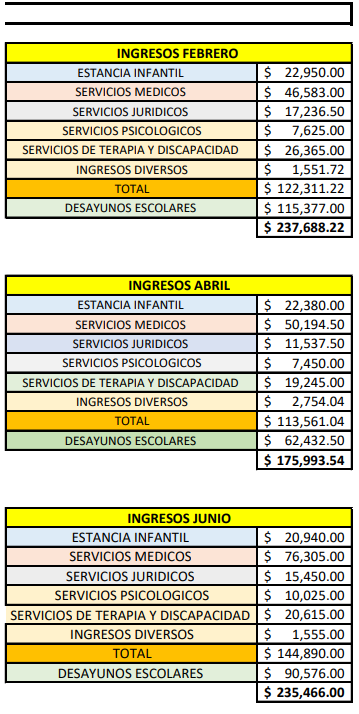 INGRESOS FEBRERO
ESTANCIA INFANTIL $ 22,950.00
SERVICIOS MEDICOS $ 46,583.00
SERVICIOS JURIDICOS $ 17,236.50
SERVICIOS PSICOLOGICOS $ 7,625.00
SERVICIOS DE TERAPIA Y DISCAPACIDAD $ 26,365.00
INGRESOS DIVERSOS $ 1,551.72
TOTAL $ 122,311.22
DESAYUNOS ESCOLARES $ 115,377.00
$ 237,688.22
INGRESOS ABRIL
ESTANCIA INFANTIL $ 22,380.00
SERVICIOS MEDICOS $ 50,194.50
SERVICIOS JURIDICOS $ 11,537.50
SERVICIOS PSICOLOGICOS $ 7,450.00
SERVICIOS DE TERAPIA Y DISCAPACIDAD $ 19,245.00
INGRESOS DIVERSOS $ 2,754.04
TOTAL $ 113,561.04
DESAYUNOS ESCOLARES $ 62,432.50
$ 175,993.54
INGRESOS JUNIO
ESTANCIA INFANTIL $ 20,940.00
SERVICIOS MEDICOS $ 76,305.00
SERVICIOS JURIDICOS $ 15,450.00
SERVICIOS PSICOLOGICOS $ 10,025.00
SERVICIOS DE TERAPIA Y DISCAPACIDAD $ 20,615.00
INGRESOS DIVERSOS $ 1,555.00
TOTAL $ 144,890.00
DESAYUNOS ESCOLARES $ 90,576.00
$ 235,466.00